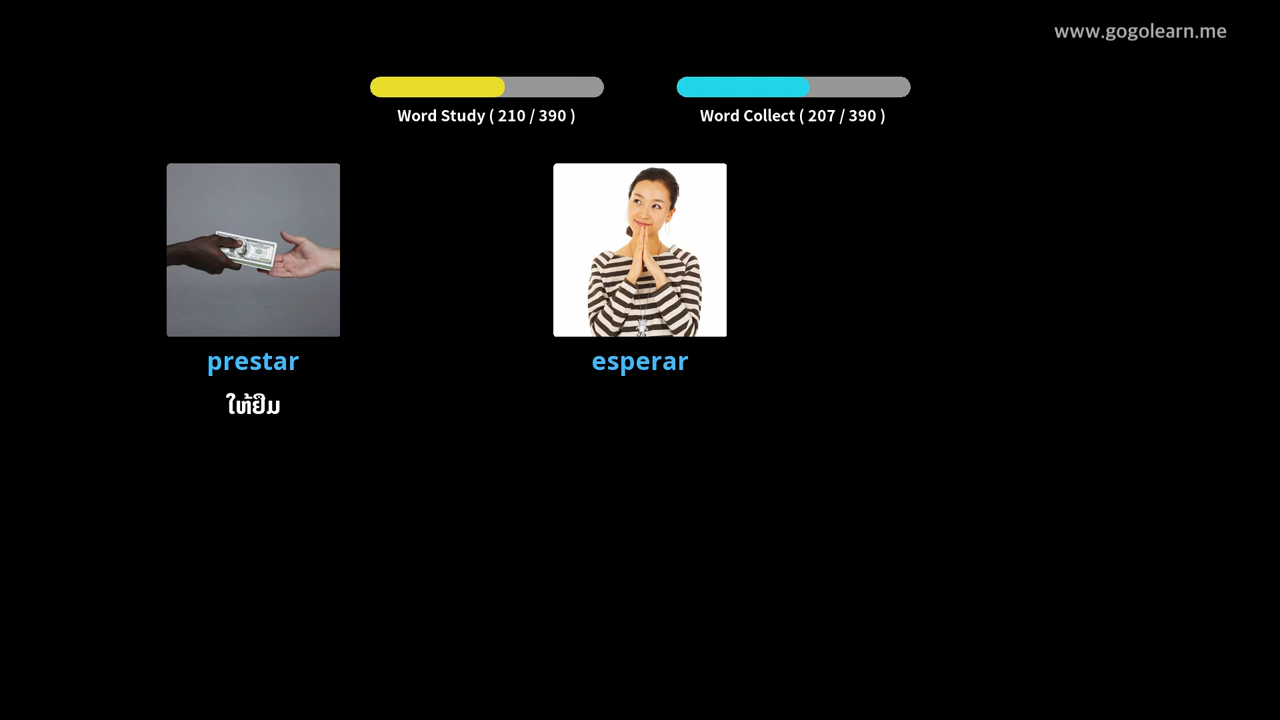 www.gogolearn.me
Word Study ( 210 / 390 )
Word Collect ( 207 / 390 )
prestar
esperar
ໃຫ້ຢືມ